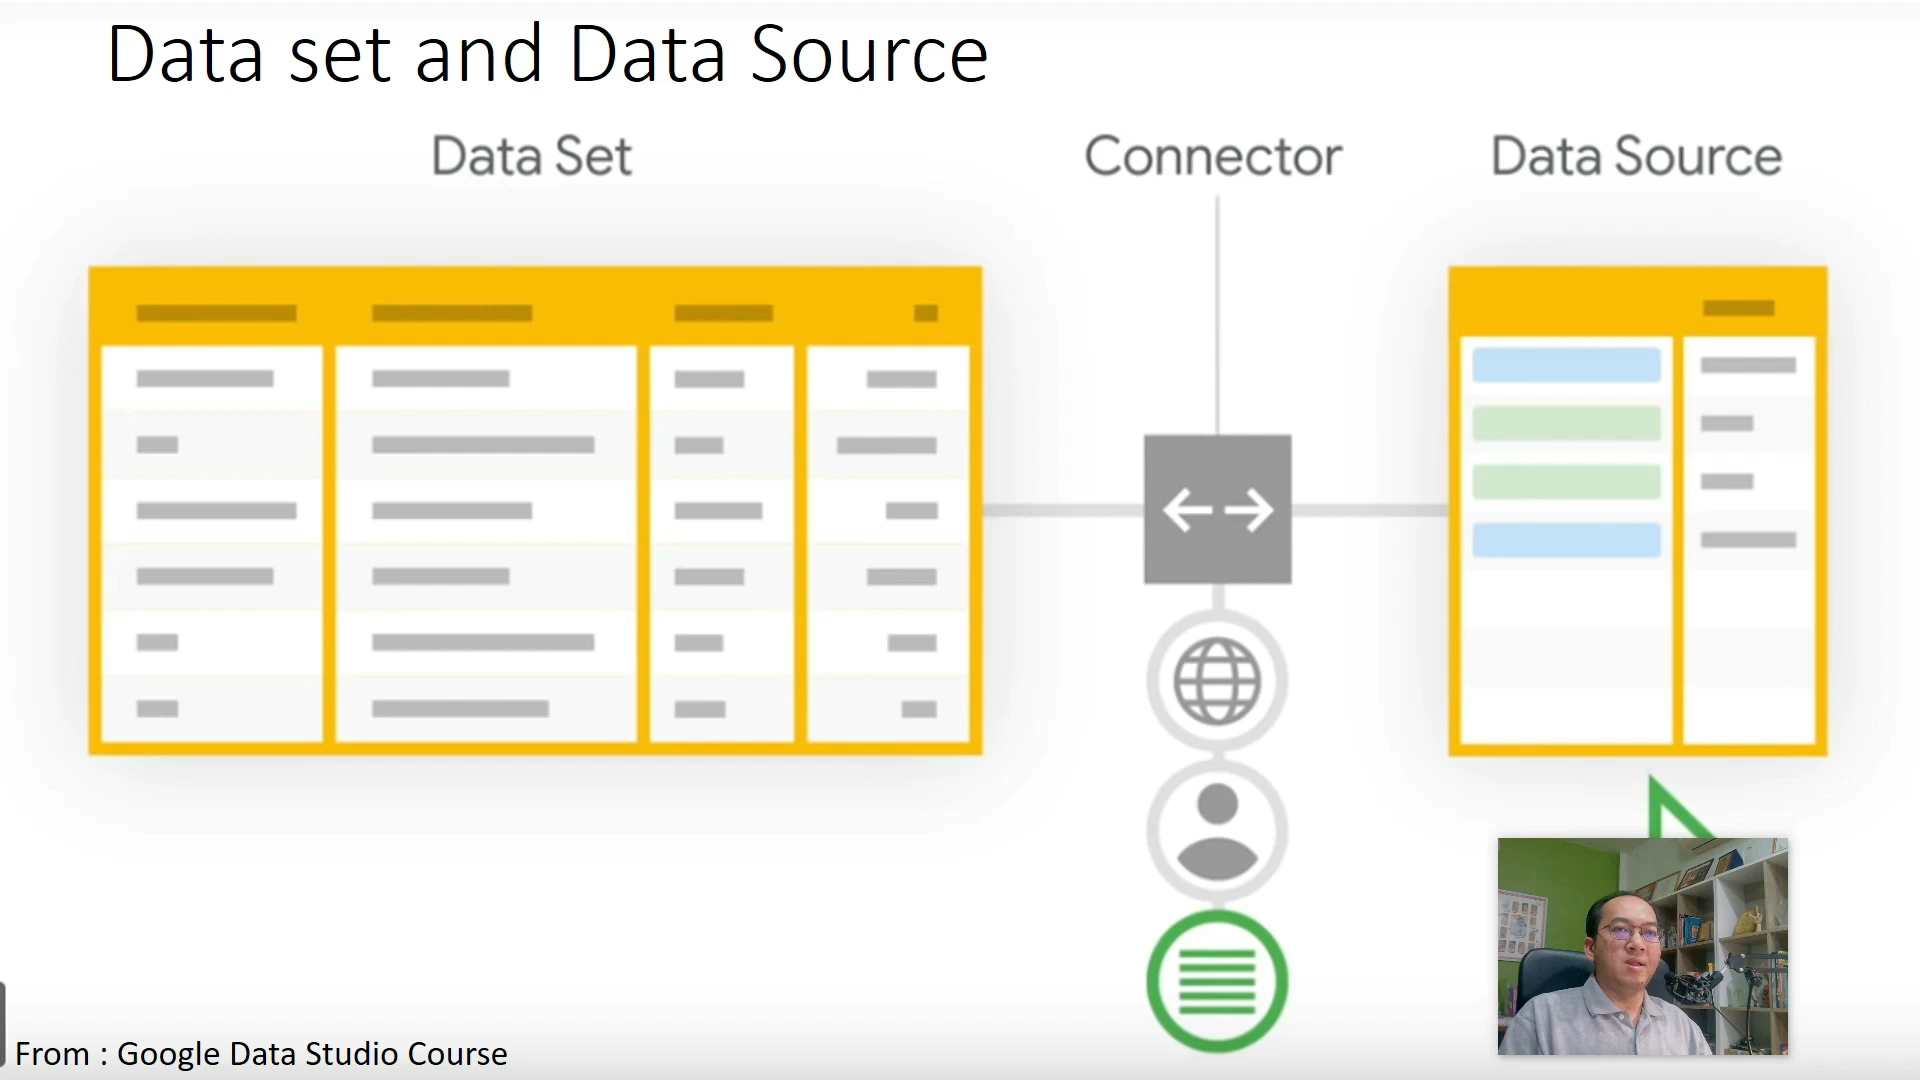 Data set and Data Source
Data Set
Connector
Data Source
From : Google Data Studio Course